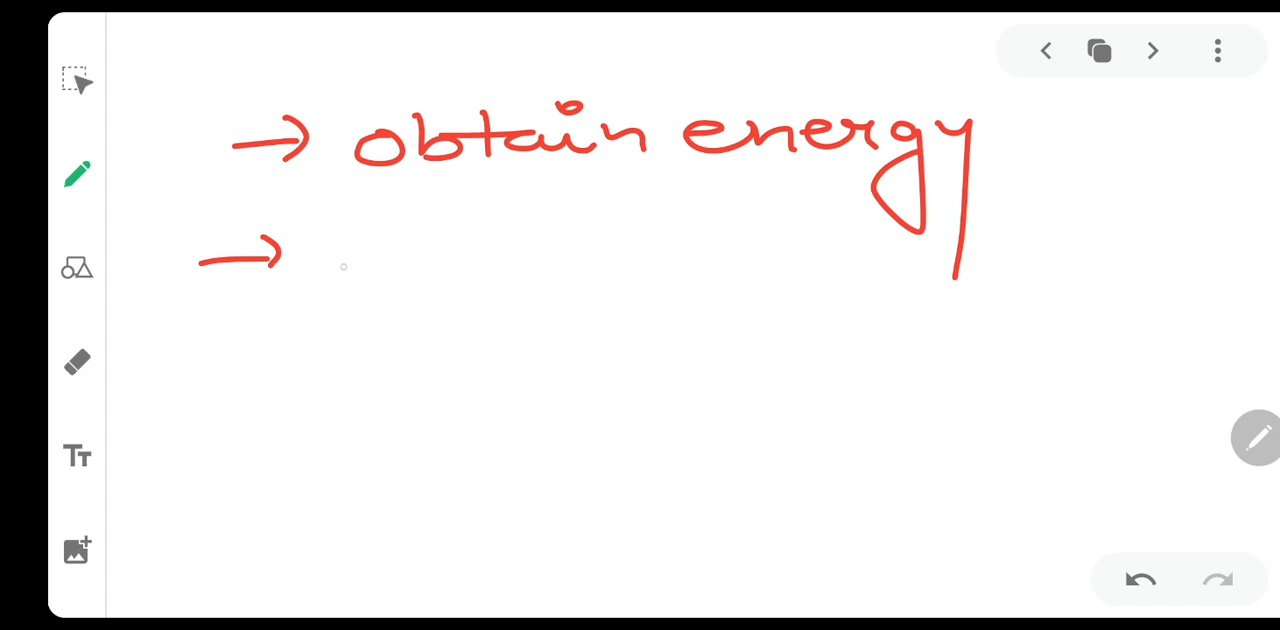 → obtain energy
→